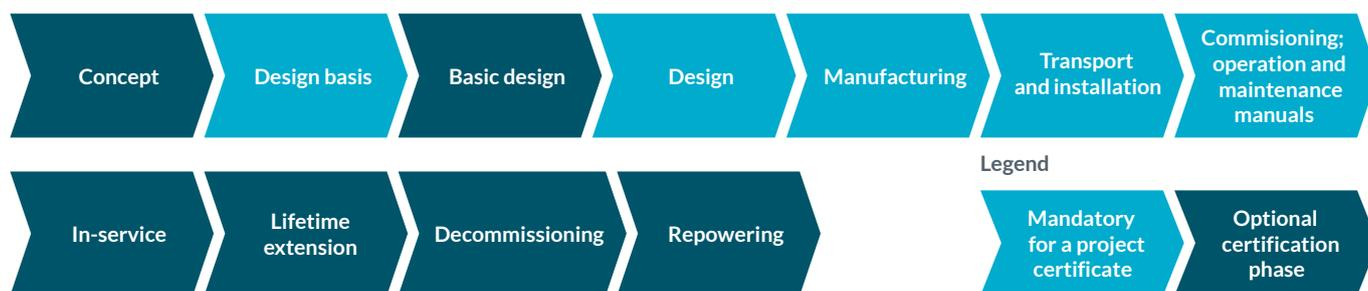 Concept
Design basis
Basic design
Design
Manufacturing
Transport
and installation
Commisioning;
operation and
maintenance
manuals
Legend
In-service
Lifetime
extension
Decommissioning
Repowering
Mandatory
for a project
certificate
Optional
certification
phase